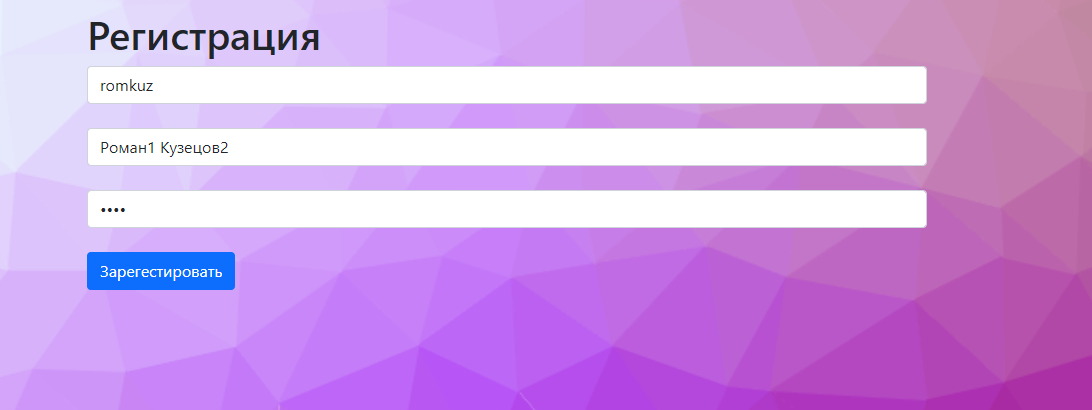 Регистрация
romkuz
Роман1 Кузецов2
••••
Зарегестировать